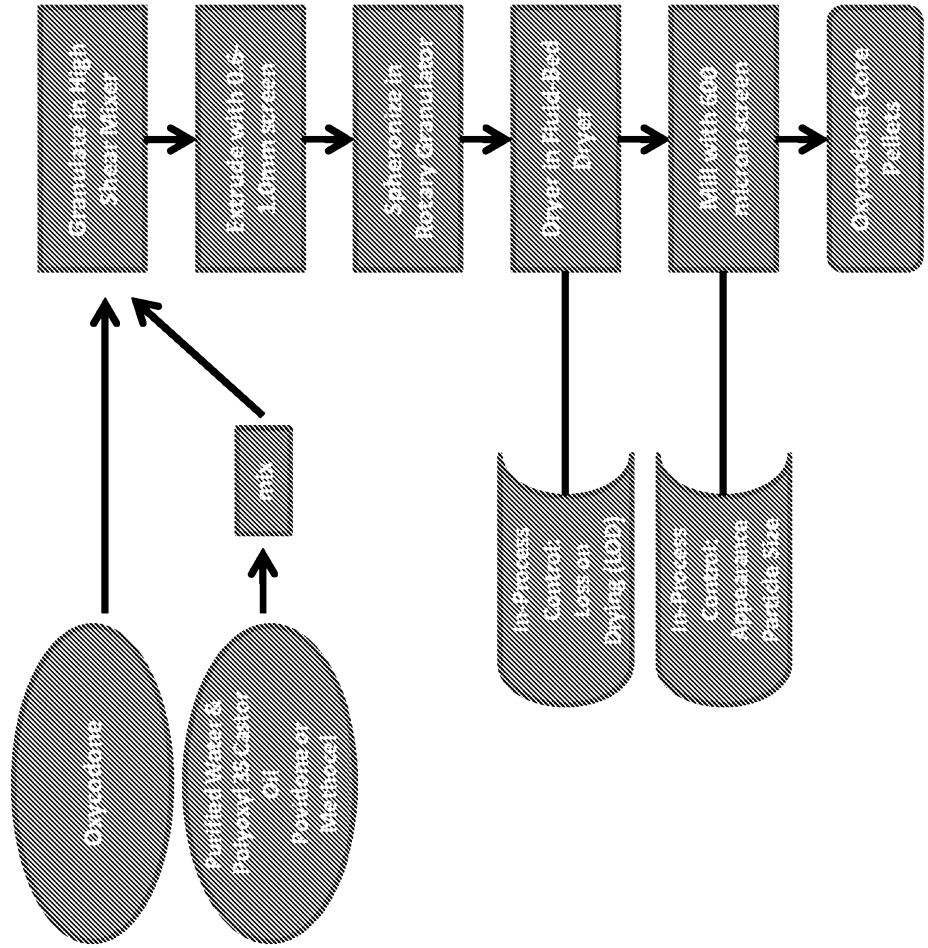 Oxycodone
Purified Water &
Polyoxyl 35 Castor
Oil
Povidone or
Methocel
mix
Granulate in High
Shear Mixer
Extrude with 0.6-
1.0mm screen
Spheronize in
Rotary Granulator
Dryer in Fluid-Bed
Dryer
In-Process
Control:
Loss on
Drying (LOD)
Mill with 600
micron screen
In-Process
Control:
Appearance
Particle Size
Oxycodone Core
Pellets